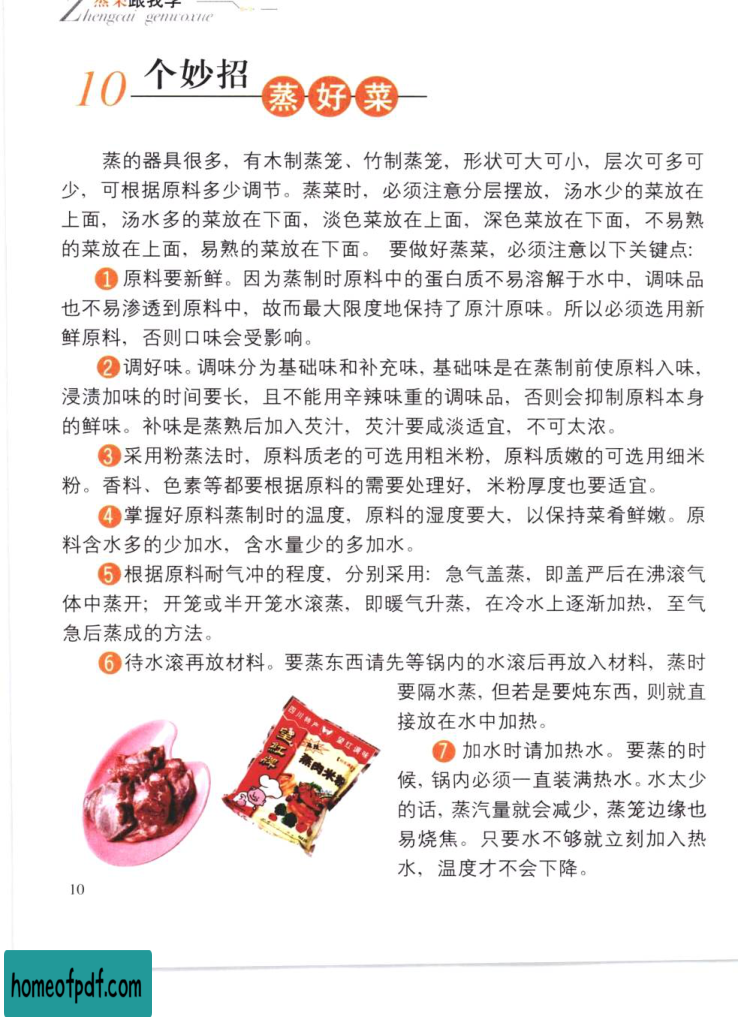 蒸菜跟我学
Zhengcai genwoxue
10个妙招 蒸好菜
蒸的器具很多，有木制蒸笼、竹制蒸笼，形状可大可小，层次可多可
少，可根据原料多少调节。蒸菜时，必须注意分层摆放，汤水少的菜放在
上面，汤水多的菜放在下面，淡色菜放在上面，深色菜放在下面，不易熟
的菜放在上面，易熟的菜放在下面。 要做好蒸菜，必须注意以下关键点：
1 原料要新鲜。因为蒸制时原料中的蛋白质不易溶解于水中，调味品
也不易渗透到原料中，故而最大限度地保持了原汁原味。所以必须选用新
鲜原料，否则口味会受影响。
2 调好味。调味分为基础味和补充味，基础味是在蒸制前使原料入味，
浸渍加味的时间要长，且不能用辛辣味重的调味品，否则会抑制原料本身
的鲜味。补味是蒸熟后加入芡汁，芡汁要咸淡适宜，不可太浓。
3 采用粉蒸法时，原料质老的可选用粗米粉，原料质嫩的可选用细米
粉。香料、色素等都要根据原料的需要处理好，米粉厚度也要适宜。
4 掌握好原料蒸制时的温度，原料的湿度要大，以保持菜肴鲜嫩。原
料含水多的少加水，含水量少的多加水。
5 根据原料耐气冲的程度，分别采用：急气盖蒸，即盖严后在沸滚气
体中蒸开；开笼或半开笼水滚蒸，即暖气升蒸，在冷水上逐渐加热，至气
急后蒸成的方法。
6 待水滚再放材料。要蒸东西请先等锅内的水滚后再放入材料，蒸时
要隔水蒸，但若是要炖东西，则就直
接放在水中加热。
7 加水时请加热水。要蒸的时
候，锅内必须一直装满热水。水太少
的话，蒸汽量就会减少，蒸笼边缘也
易烧焦。只要水不够就立刻加入热
水，温度才不会下降。
四川特产
蒸肉米粉
10
homeofpdf.com